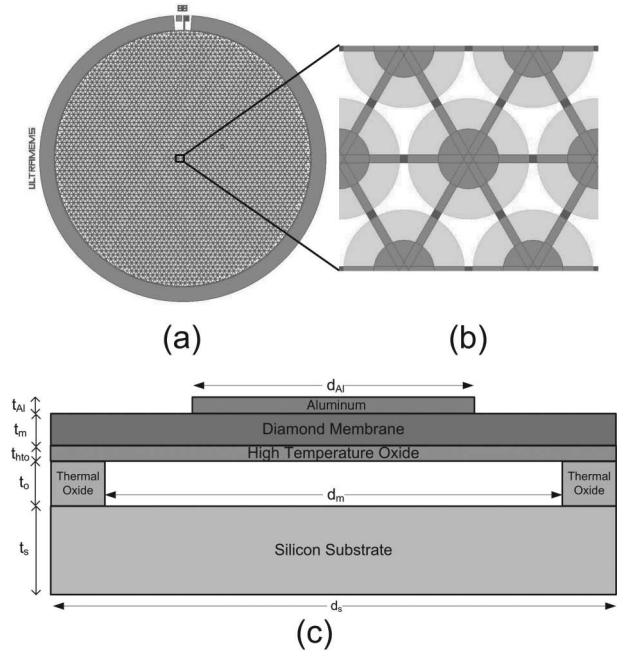 ULTRAMEMS
(a)
(b)
d_Al
t_Al
Aluminum
t_m
Diamond Membrane
t_hto
High Temperature Oxide
t_o
Thermal
Oxide
d_m
Thermal
Oxide
t_s
Silicon Substrate
d_s
(c)